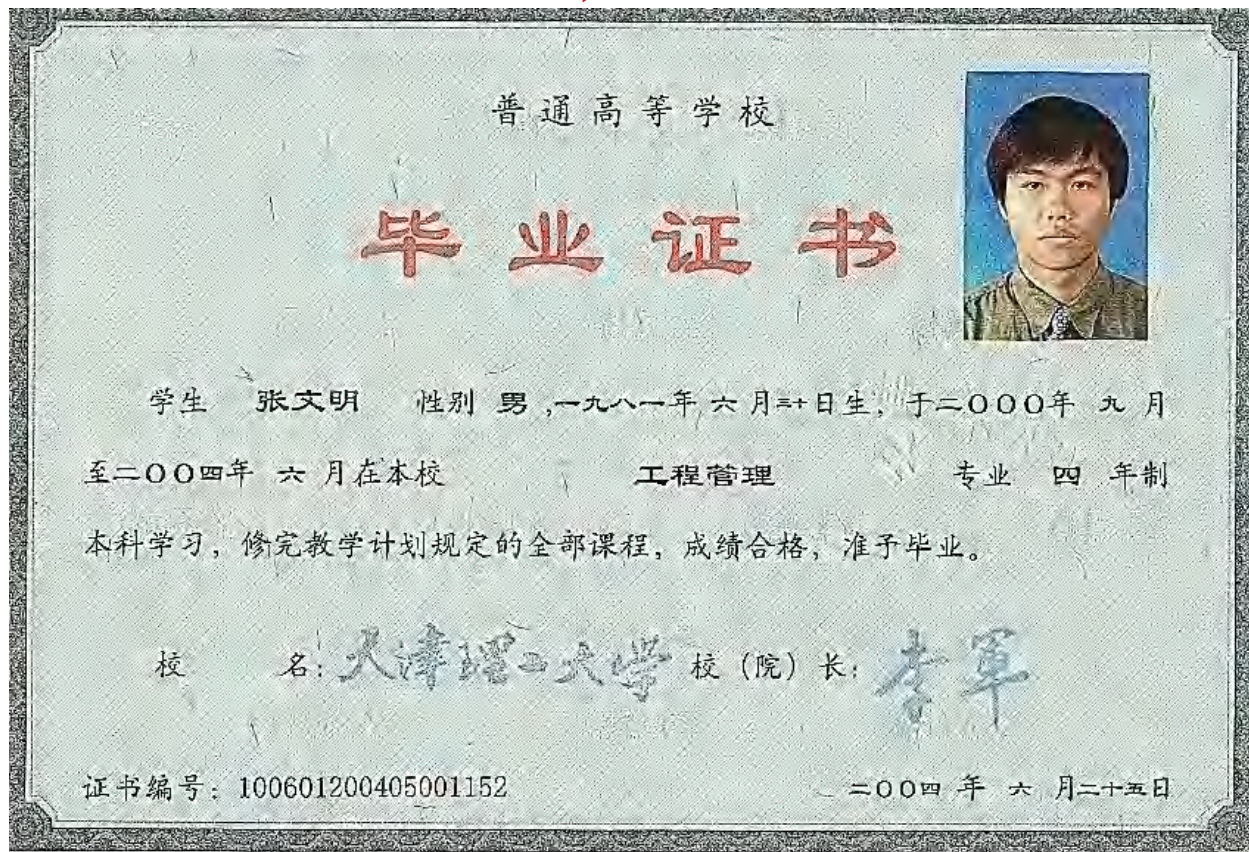 普通高等学校
毕业证书
学生 张文明 性别 男,一九八一年 六 月三十日生, 于二OOO年 九 月
至二OO四年 六 月在本校 工程管理 专业 四 年制
本科学习, 修完教学计划规定的全部课程, 成绩合格, 准予毕业。
校 名: 天津理工大学 校 (院) 长: 李军
证书编号: 100601200405001152 二OO四 年 六 月二十五日